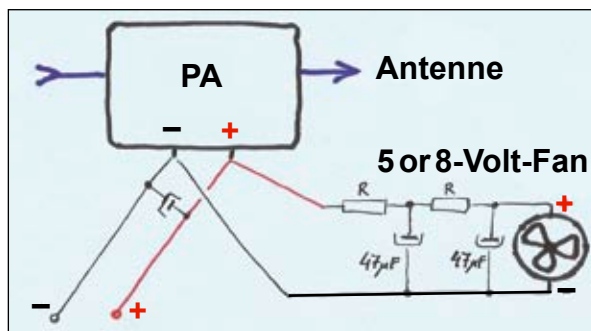 PA
Antenne
− +
5 or 8-Volt-Fan
R R
+
47µF 47µF
−
− +